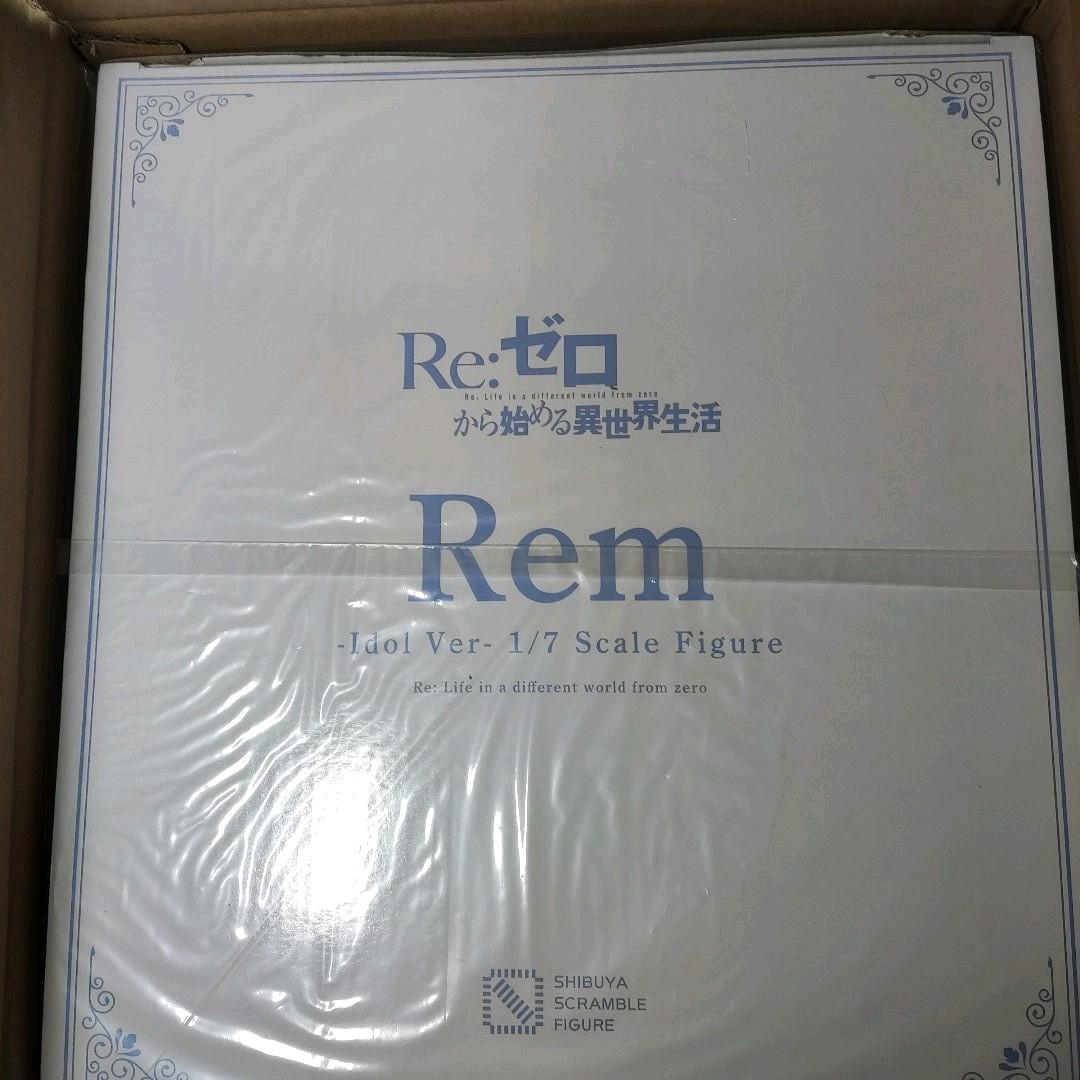 Re:ゼロ
Re: Life in a different world from zero
から始める異世界生活
Rem
-Idol Ver- 1/7 Scale Figure
Re: Life in a different world from zero
SHIBUYA
SCRAMBLE
FIGURE